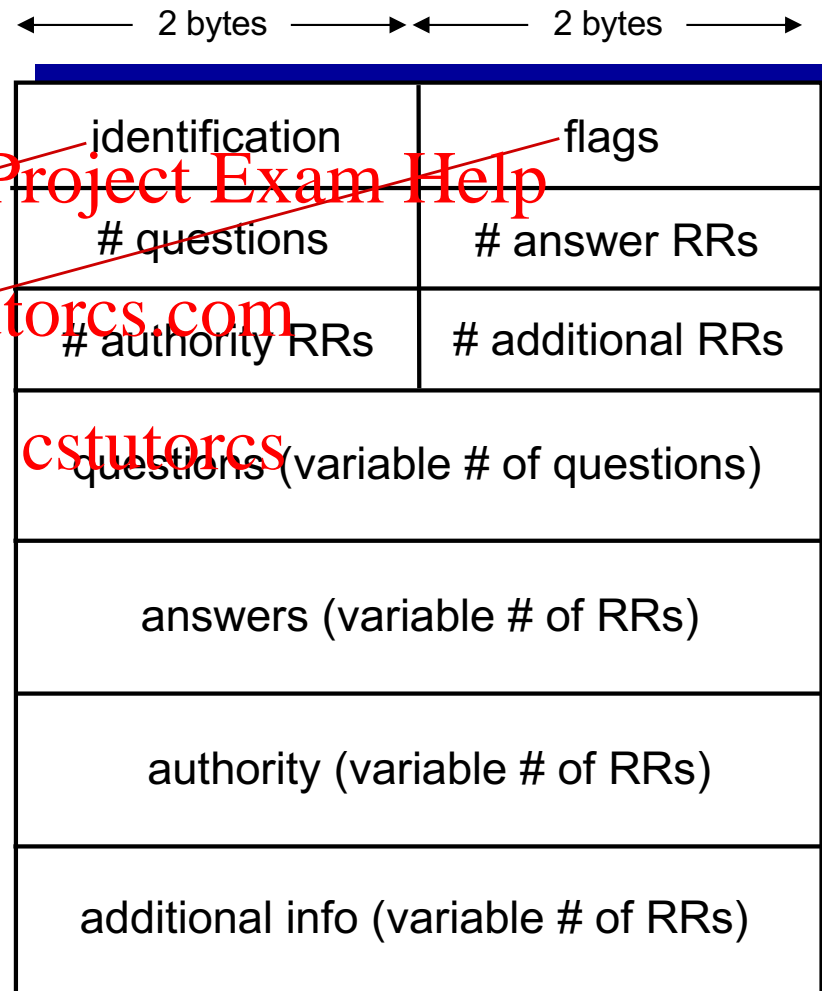 2 bytes 2 bytes
identification flags
Project Exam Help
# questions # answer RRs
torcs.com
# authority RRs # additional RRs
cstutorcs
questions (variable # of questions)
answers (variable # of RRs)
authority (variable # of RRs)
additional info (variable # of RRs)